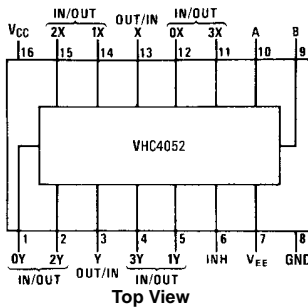 IN/OUT OUT/IN IN/OUT
VCC 2X 1X X 0X 3X A B
16 15 14 13 12 11 10 9
VHC4052
1 2 3 4 5 6 7 8
0Y 2Y Y 3Y 1Y INH VEE GND
IN/OUT OUT/IN IN/OUT
Top View